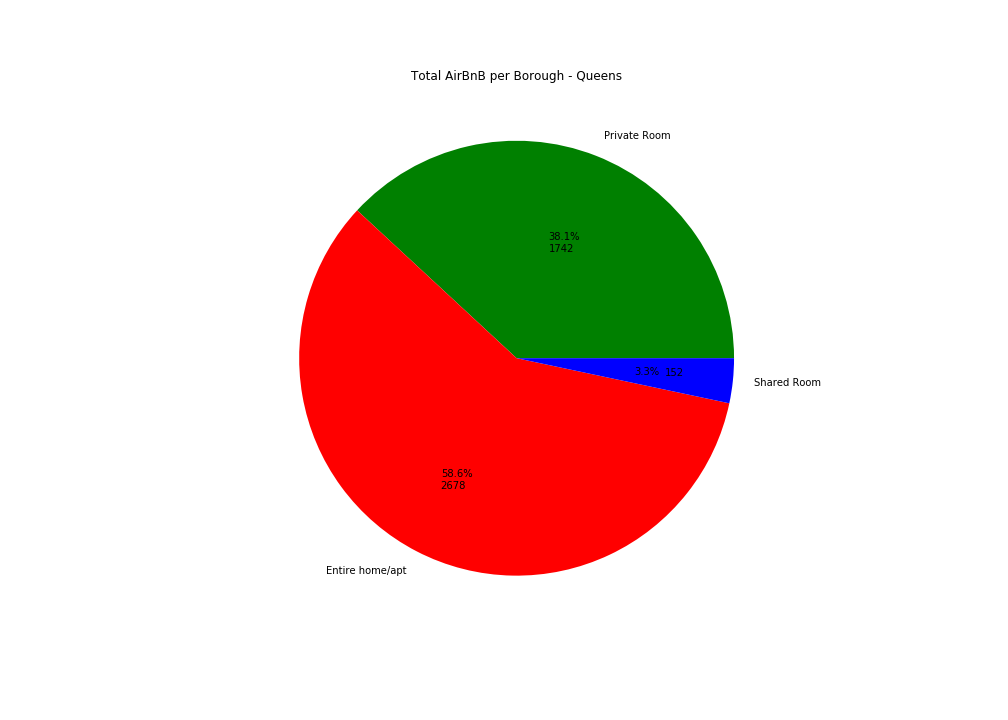 Total AirBnB per Borough - Queens
Private Room
38.1%
1742
3.3% 152
Shared Room
58.6%
2678
Entire home/apt